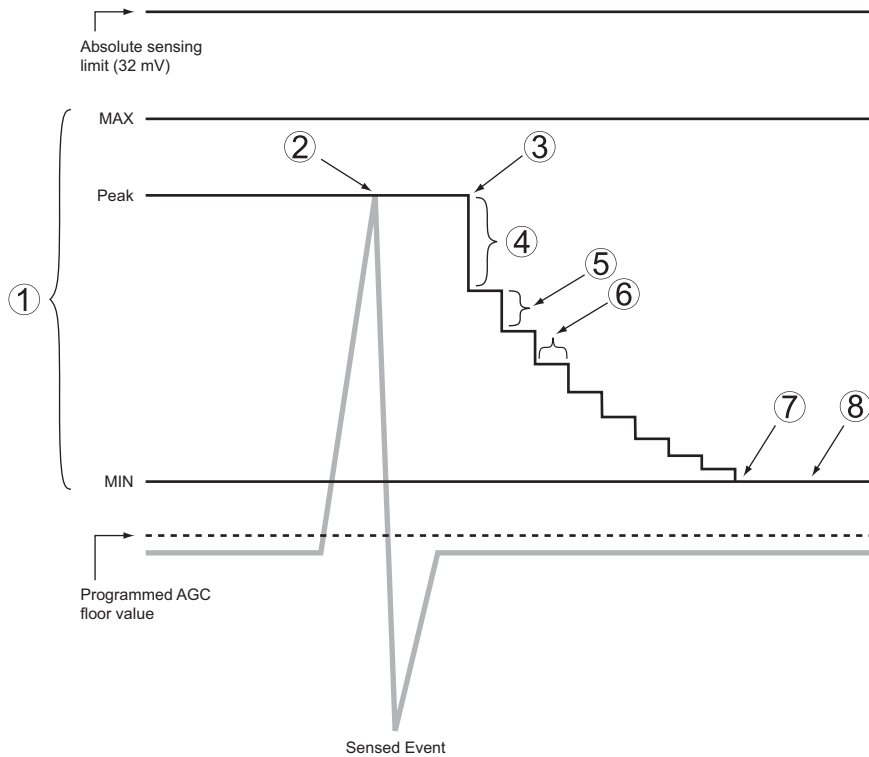 Absolute sensing
limit (32 mV)
MAX
②
③
Peak
④
⑤
①
⑥
⑦
⑧
MIN
Programmed AGC
floor value
Sensed Event